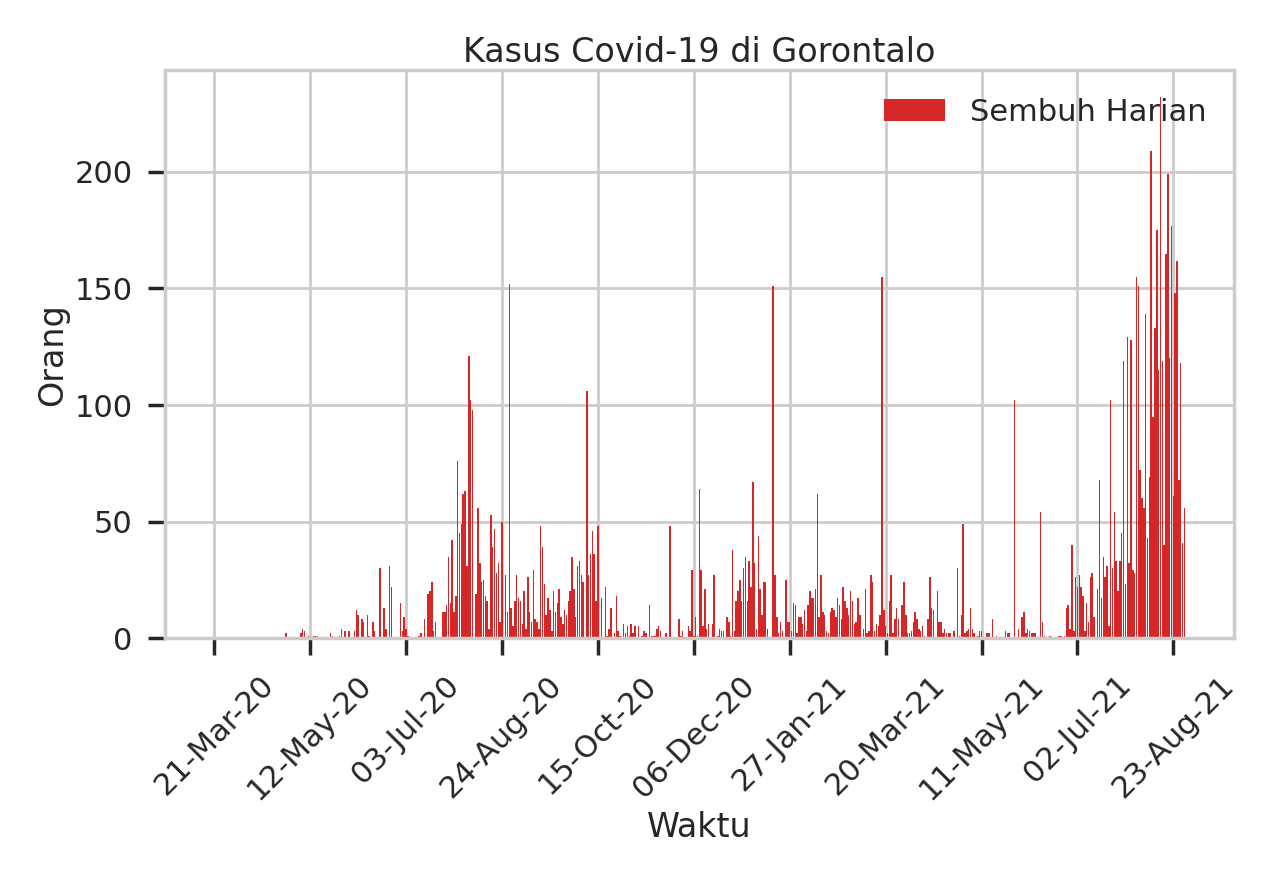 Kasus Covid-19 di Gorontalo
Sembuh Harian
Orang
200
150
100
50
0
21-Mar-20
12-May-20
03-Jul-20
24-Aug-20
15-Oct-20
06-Dec-20
27-Jan-21
20-Mar-21
11-May-21
02-Jul-21
23-Aug-21
Waktu